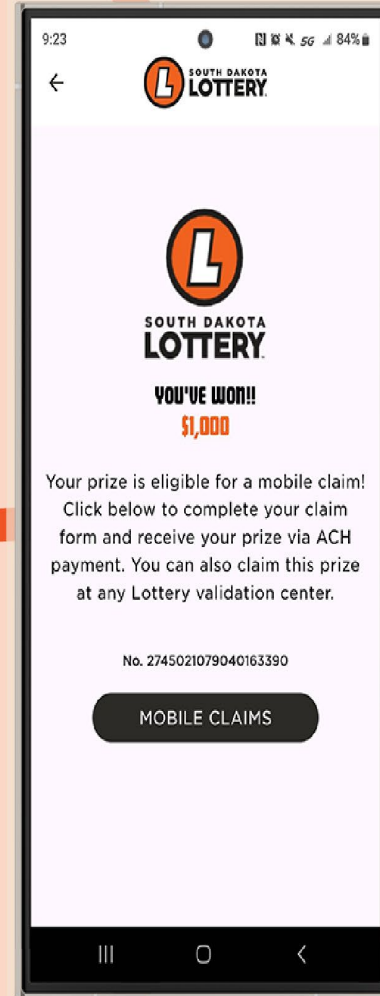 9:23
5G 84%
L SOUTH DAKOTA
LOTTERY
L
SOUTH DAKOTA
LOTTERY
YOU'VE WON!!
$1,000
Your prize is eligible for a mobile claim!
Click below to complete your claim
form and receive your prize via ACH
payment. You can also claim this prize
at any Lottery validation center.
No. 2745021079040163390
MOBILE CLAIMS